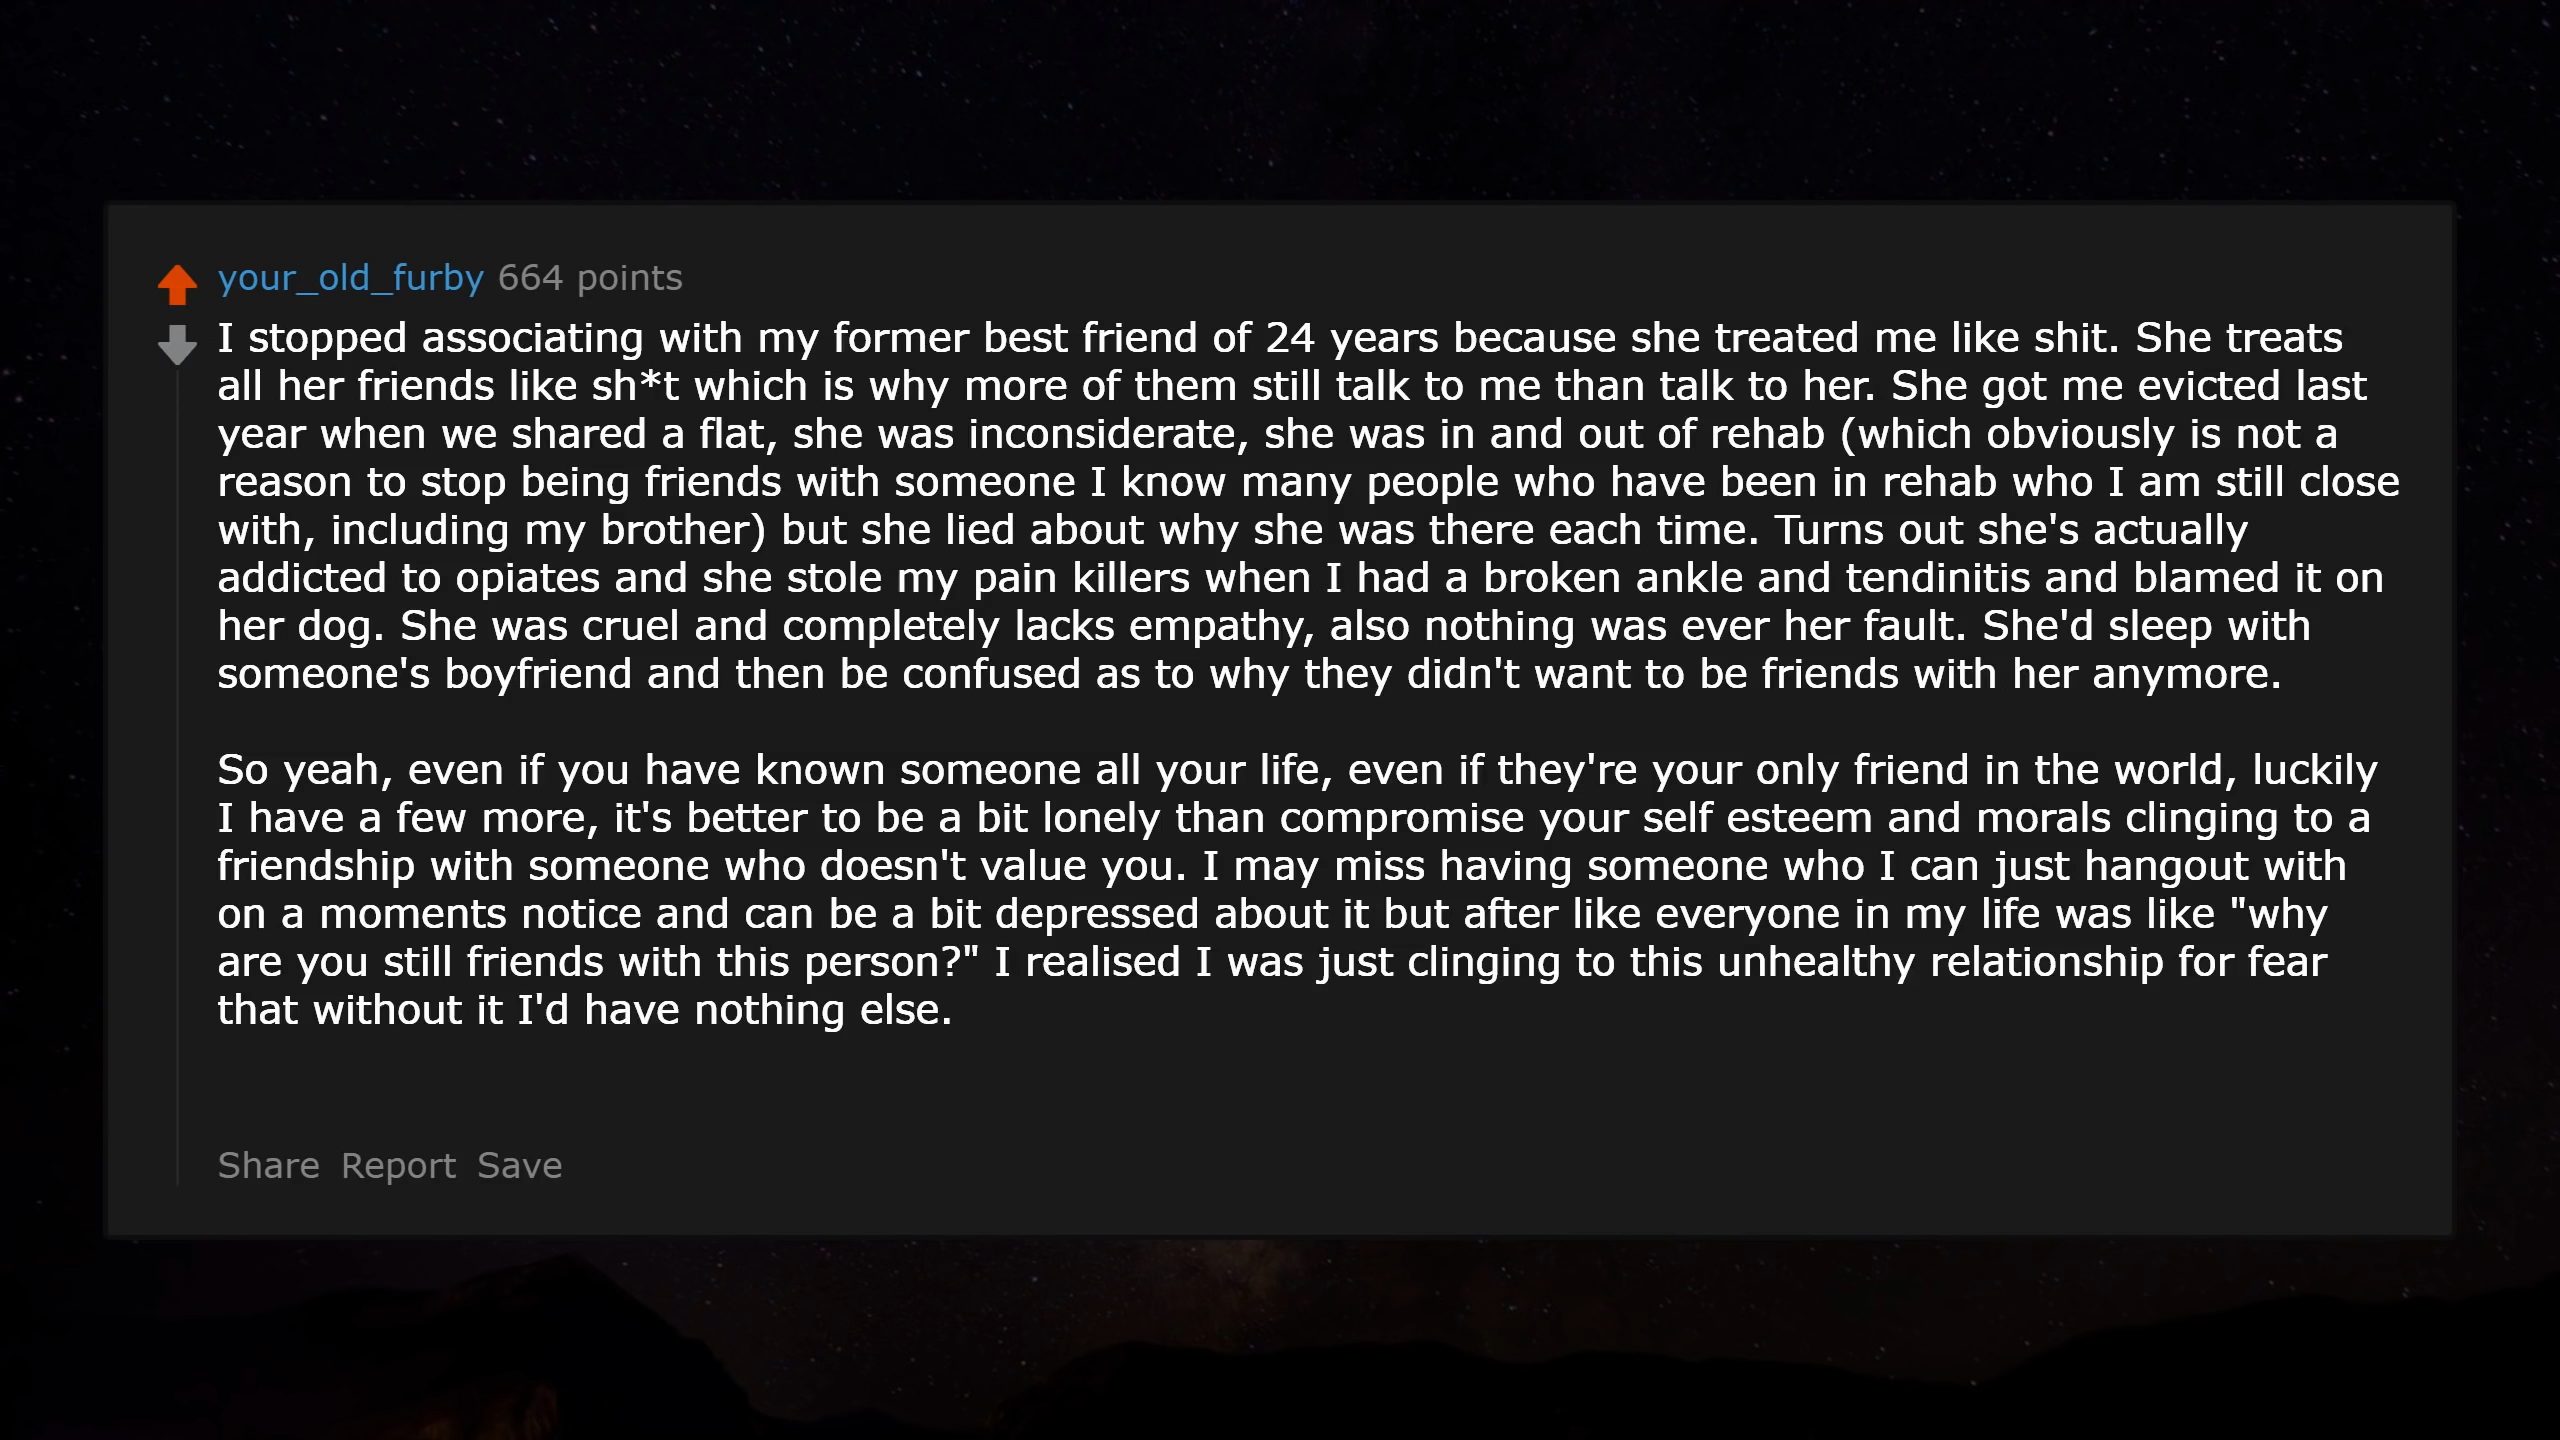 your_old_furby 664 points
I stopped associating with my former best friend of 24 years because she treated me like shit. She treats
all her friends like sh*t which is why more of them still talk to me than talk to her. She got me evicted last
year when we shared a flat, she was inconsiderate, she was in and out of rehab (which obviously is not a
reason to stop being friends with someone I know many people who have been in rehab who I am still close
with, including my brother) but she lied about why she was there each time. Turns out she's actually
addicted to opiates and she stole my pain killers when I had a broken ankle and tendinitis and blamed it on
her dog. She was cruel and completely lacks empathy, also nothing was ever her fault. She'd sleep with
someone's boyfriend and then be confused as to why they didn't want to be friends with her anymore.
So yeah, even if you have known someone all your life, even if they're your only friend in the world, luckily
I have a few more, it's better to be a bit lonely than compromise your self esteem and morals clinging to a
friendship with someone who doesn't value you. I may miss having someone who I can just hangout with
on a moments notice and can be a bit depressed about it but after like everyone in my life was like "why
are you still friends with this person?" I realised I was just clinging to this unhealthy relationship for fear
that without it I'd have nothing else.
Share Report Save